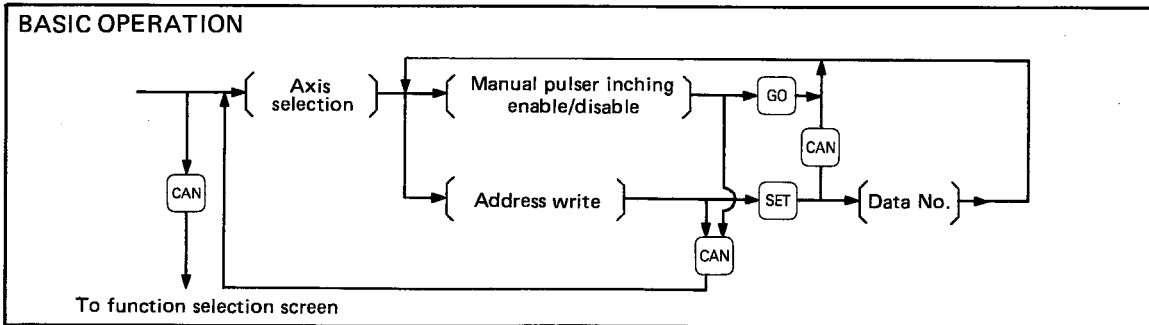 BASIC OPERATION
Axis
selection
Manual pulser inching
enable/disable
GO
CAN
CAN
Address write
SET
Data No.
CAN
To function selection screen